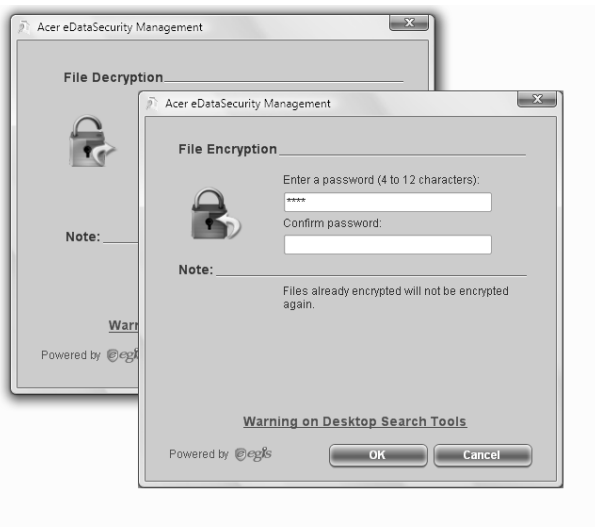 Acer eDataSecurity Management
X
File Decryption
Note:
Powered by
Acer eDataSecurity Management
X
File Encryption
Enter a password (4 to 12 characters):
****
Confirm password:
Note:
Files already encrypted will not be encrypted
again.
Warning on Desktop Search Tools
Powered by egis
OK
Cancel